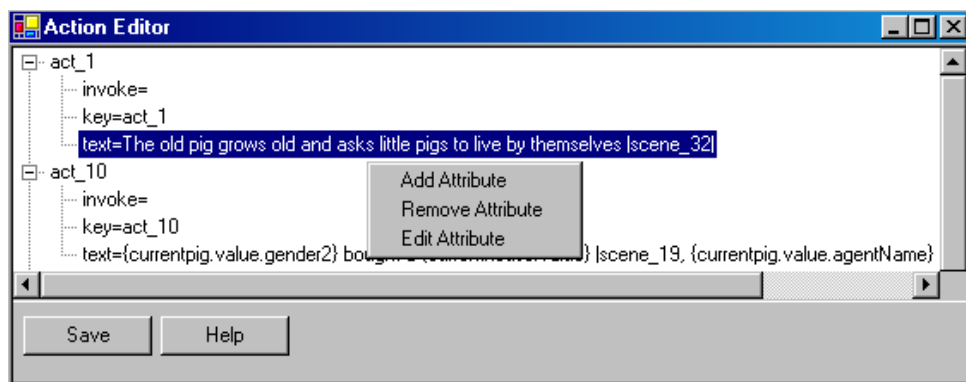 Action Editor
act_1
invoke=
key=act_1
text=The old pig grows old and asks little pigs to live by themselves |scene_32|
act_10
Add Attribute
invoke=
Remove Attribute
key=act_10
Edit Attribute
text={currentpig.value.gender2} |scene_19, {currentpig.value.agentName}
Save Help